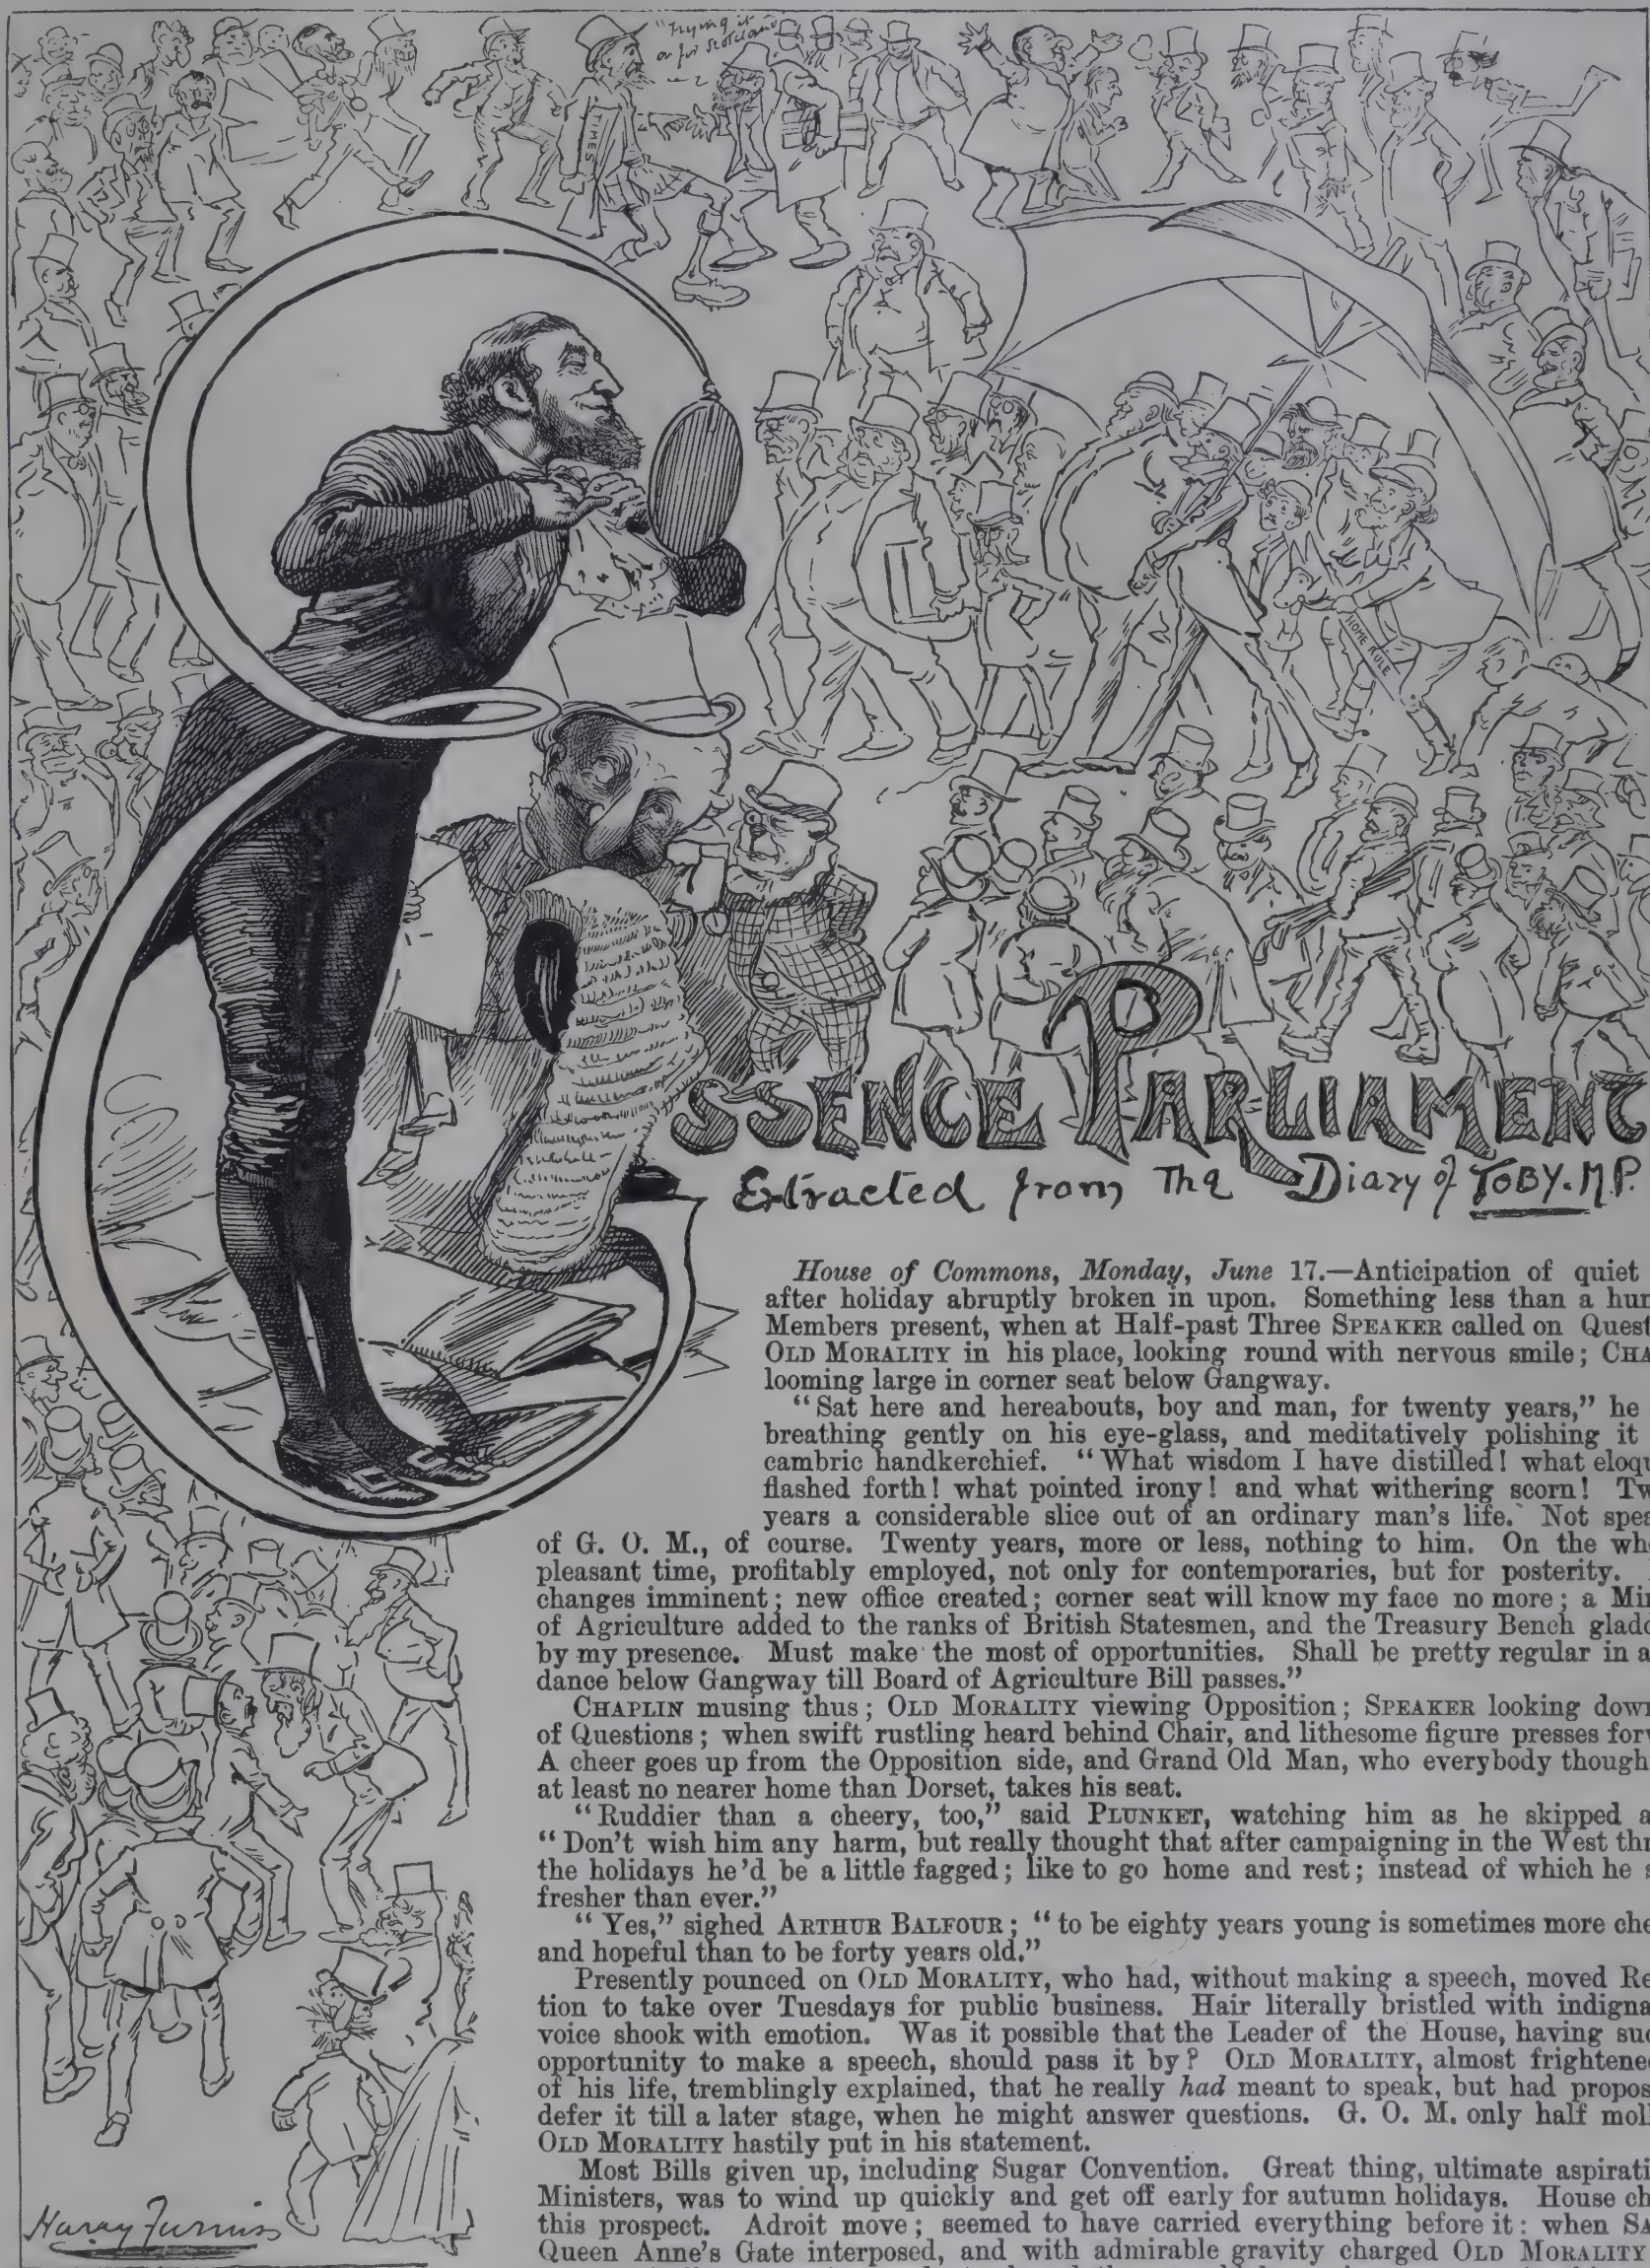 "Trying it
on for Scotland"
TIMES
HOME RULE
ESSENCE PARLIAMENT
Extracted from The Diary of TOBY. M.P.
House of Commons, Monday, June 17.—Anticipation of quiet
after holiday abruptly broken in upon. Something less than a hun
Members present, when at Half-past Three SPEAKER called on Quest
OLD MORALITY in his place, looking round with nervous smile; CHA
looming large in corner seat below Gangway.
"Sat here and hereabouts, boy and man, for twenty years," he
breathing gently on his eye-glass, and meditatively polishing it
cambric handkerchief. "What wisdom I have distilled! what eloqu
flashed forth! what pointed irony! and what withering scorn! Tw
years a considerable slice out of an ordinary man's life. Not spea
of G. O. M., of course. Twenty years, more or less, nothing to him. On the who
pleasant time, profitably employed, not only for contemporaries, but for posterity.
changes imminent; new office created; corner seat will know my face no more; a Min
of Agriculture added to the ranks of British Statesmen, and the Treasury Bench gladd
by my presence. Must make the most of opportunities. Shall be pretty regular in a
dance below Gangway till Board of Agriculture Bill passes."
CHAPLIN musing thus; OLD MORALITY viewing Opposition; SPEAKER looking down
of Questions; when swift rustling heard behind Chair, and lithesome figure presses forw
A cheer goes up from the Opposition side, and Grand Old Man, who everybody though
at least no nearer home than Dorset, takes his seat.
"Ruddier than a cheery, too," said PLUNKET, watching him as he skipped a
"Don't wish him any harm, but really thought that after campaigning in the West thr
the holidays he'd be a little fagged; like to go home and rest; instead of which he s
fresher than ever."
"Yes," sighed ARTHUR BALFOUR; "to be eighty years young is sometimes more che
and hopeful than to be forty years old."
Presently pounced on OLD MORALITY, who had, without making a speech, moved Re
tion to take over Tuesdays for public business. Hair literally bristled with indigna
voice shook with emotion. Was it possible that the Leader of the House, having suc
opportunity to make a speech, should pass it by? OLD MORALITY, almost frightene
of his life, tremblingly explained, that he really had meant to speak, but had propos
defer it till a later stage, when he might answer questions. G. O. M. only half moll
OLD MORALITY hastily put in his statement.
Most Bills given up, including Sugar Convention. Great thing, ultimate aspirati
Ministers, was to wind up quickly and get off early for autumn holidays. House ch
this prospect. Adroit move; seemed to have carried everything before it: when SA
Queen Anne's Gate interposed, and with admirable gravity charged OLD MORALITY
Harry Furniss